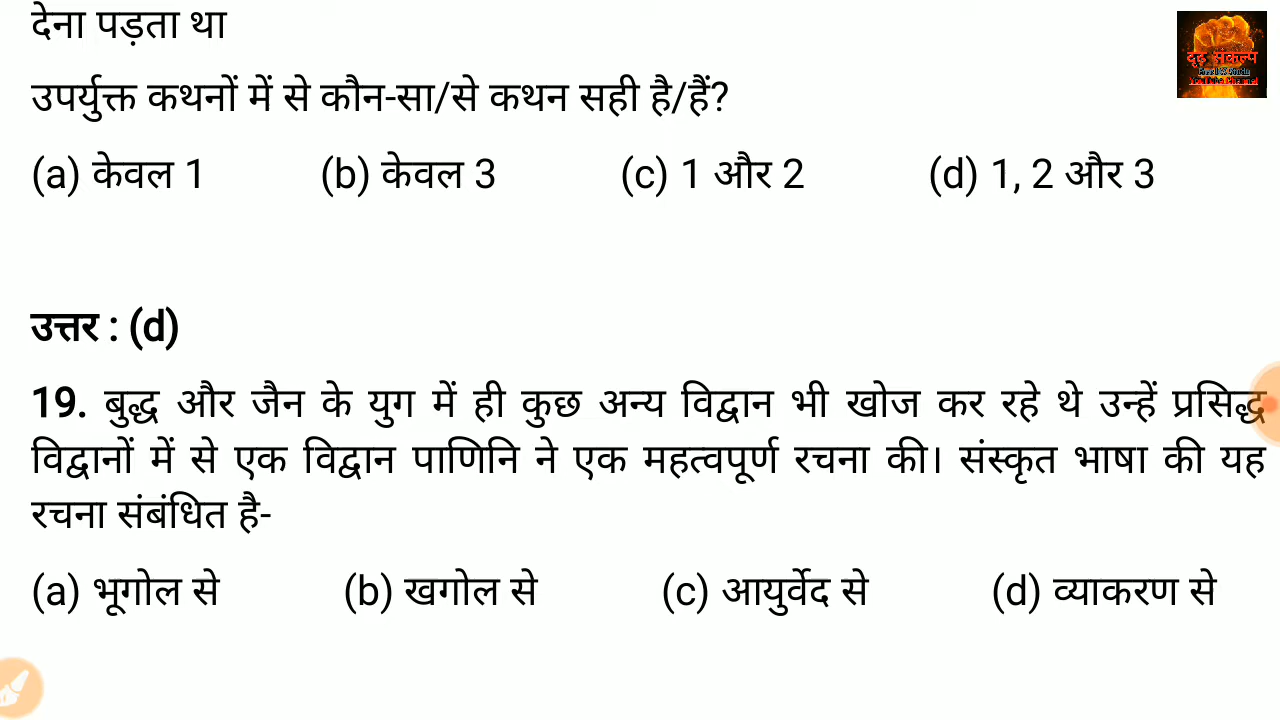 देना पड़ता था
दृढ़ संकल्प
उपर्युक्त कथनों में से कौन-सा/से कथन सही है/हैं?
(a) केवल 1 (b) केवल 3 (c) 1 और 2 (d) 1, 2 और 3
उत्तर : (d)
19. बुद्ध और जैन के युग में ही कुछ अन्य विद्वान भी खोज कर रहे थे उन्हें प्रसिद्ध
विद्वानों में से एक विद्वान पाणिनि ने एक महत्वपूर्ण रचना की। संस्कृत भाषा की यह
रचना संबंधित है-
(a) भूगोल से (b) खगोल से (c) आयुर्वेद से (d) व्याकरण से